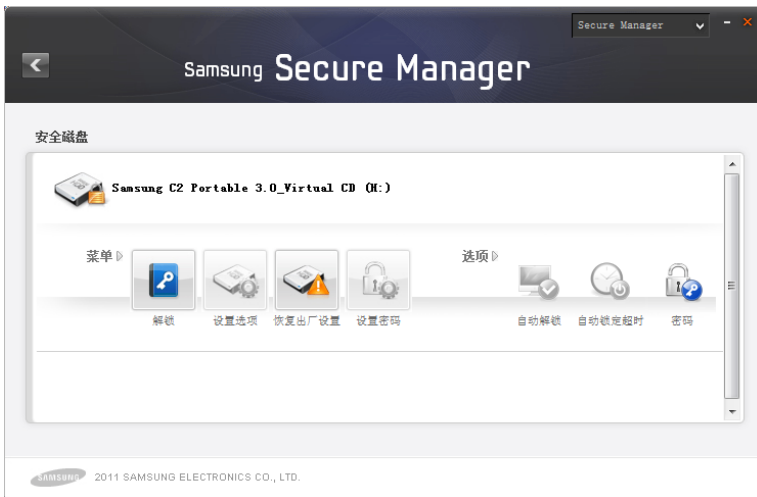 Secure Manager
Samsung Secure Manager
安全磁盘
Samsung C2 Portable 3.0_Virtual CD (H:)
菜单
选项
解锁
设置选项
恢复出厂设置
设置密码
自动解锁
自动锁定超时
密码
SAMSUNG 2011 SAMSUNG ELECTRONICS CO., LTD.